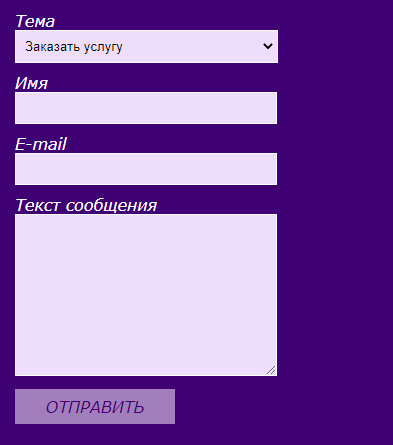 Тема
Заказать услугу
Имя
E-mail
Текст сообщения
ОТПРАВИТЬ